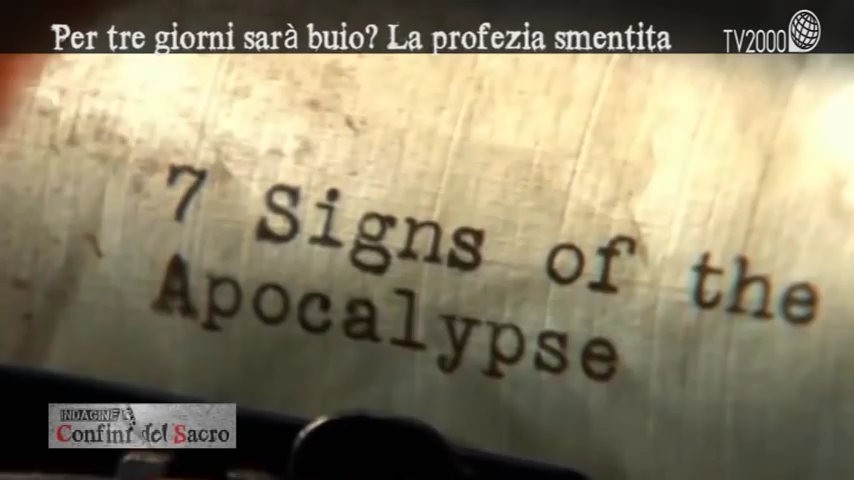 Per tre giorni sarà buio? La profezia smentita
TV2000
7 Signs of the
Apocalypse
INDAGINE AI
Confini del Sacro